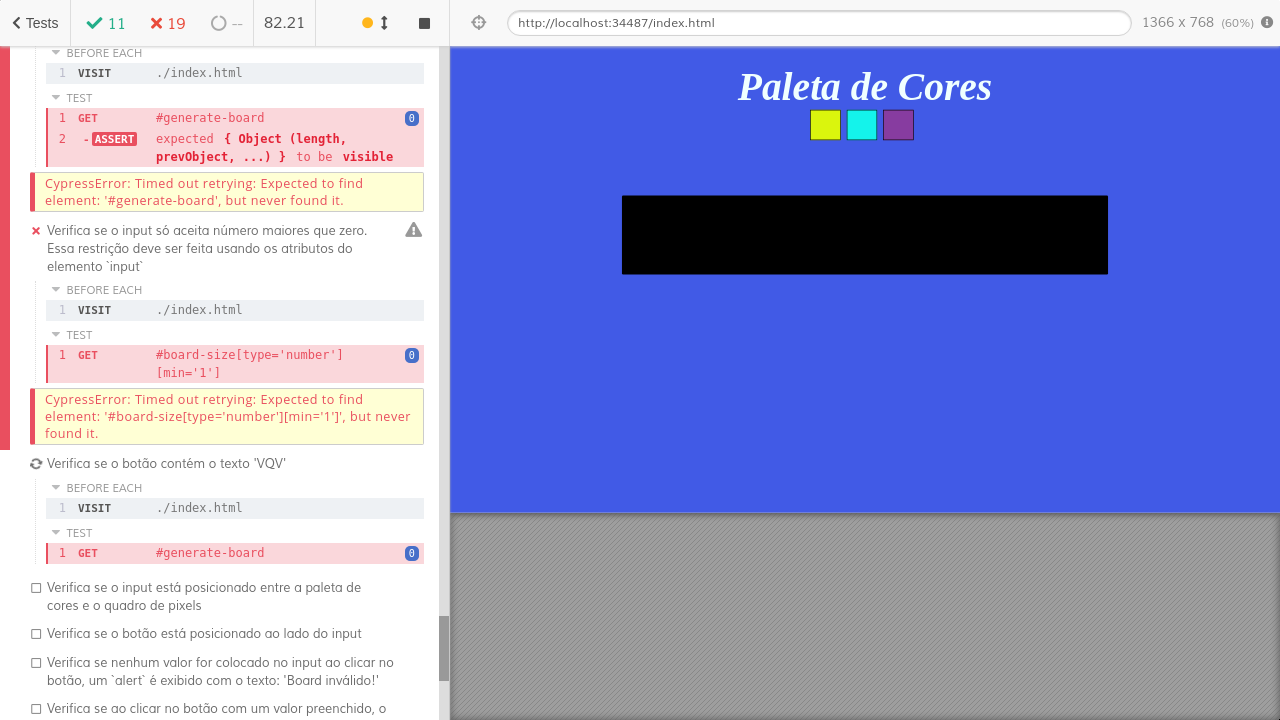 Tests
11
19
--
82.21
http://localhost:34487/index.html
1366 x 768 (60%)
BEFORE EACH
1 VISIT ./index.html
TEST
1 GET #generate-board 0
2 -ASSERT expected { Object (length,
prevObject, ...) } to be visible
CypressError: Timed out retrying: Expected to find
element: '#generate-board', but never found it.
Verifica se o input só aceita número maiores que zero.
Essa restrição deve ser feita usando os atributos do
elemento `input`
BEFORE EACH
1 VISIT ./index.html
TEST
1 GET #board-size[type='number'] 0
[min='1']
CypressError: Timed out retrying: Expected to find
element: '#board-size[type='number'][min='1']', but never
found it.
Verifica se o botão contém o texto 'VQV'
BEFORE EACH
1 VISIT ./index.html
TEST
1 GET #generate-board 0
Verifica se o input está posicionado entre a paleta de
cores e o quadro de pixels
Verifica se o botão está posicionado ao lado do input
Verifica se nenhum valor for colocado no input ao clicar no
botão, um `alert` é exibido com o texto: 'Board inválido!'
Verifica se ao clicar no botão com um valor preenchido, o
Paleta de Cores